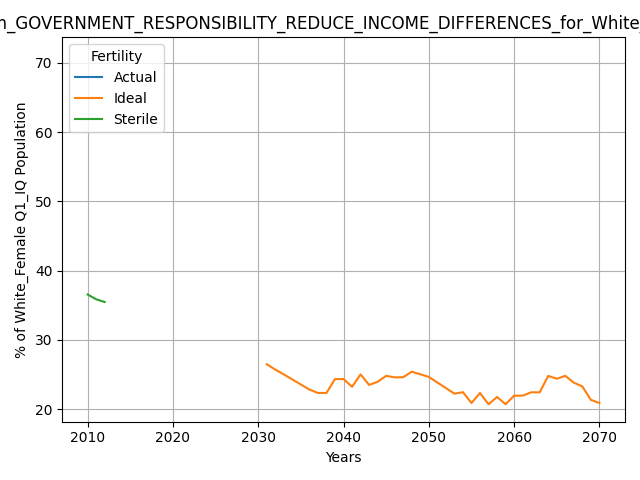 n_GOVERNMENT_RESPONSIBILITY_REDUCE_INCOME_DIFFERENCES_for_White_
Fertility
Actual
Ideal
Sterile
% of White_Female Q1_IQ Population
70
60
50
40
30
20
2010 2020 2030 2040 2050 2060 2070
Years